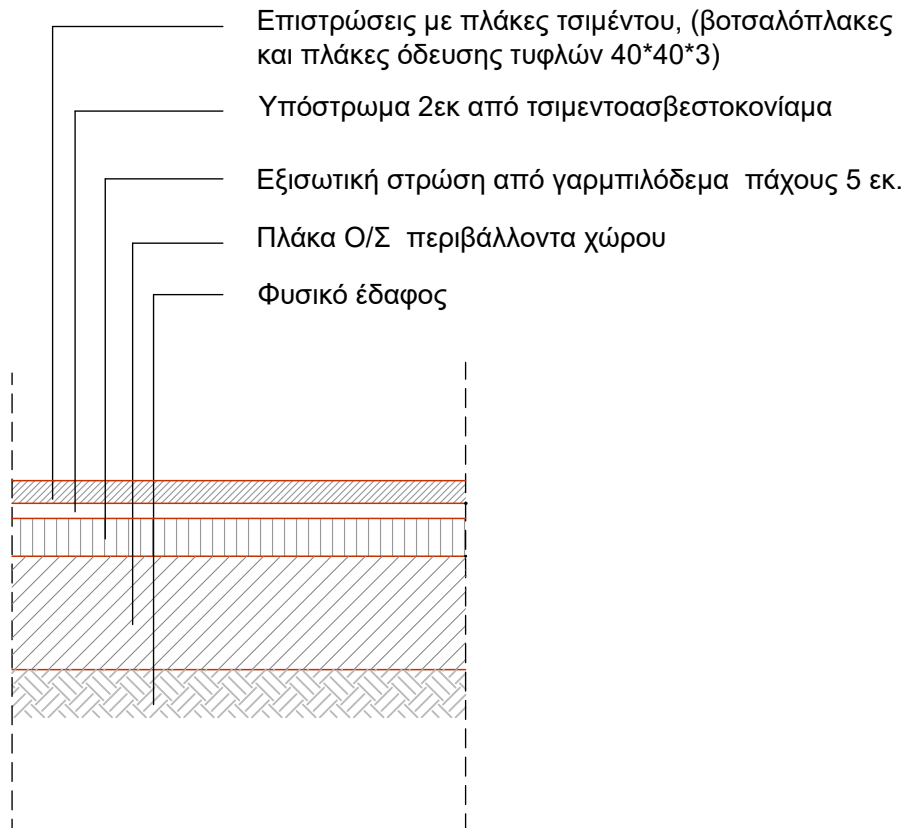 Επιστρώσεις με πλάκες τσιμέντου, (βοτσαλόπλακες
και πλάκες όδευσης τυφλών 40*40*3)
Υπόστρωμα 2εκ από τσιμεντοασβεστοκονίαμα
Εξισωτική στρώση από γαρμπιλόδεμα πάχους 5 εκ.
Πλάκα Ο/Σ περιβάλλοντα χώρου
Φυσικό έδαφος